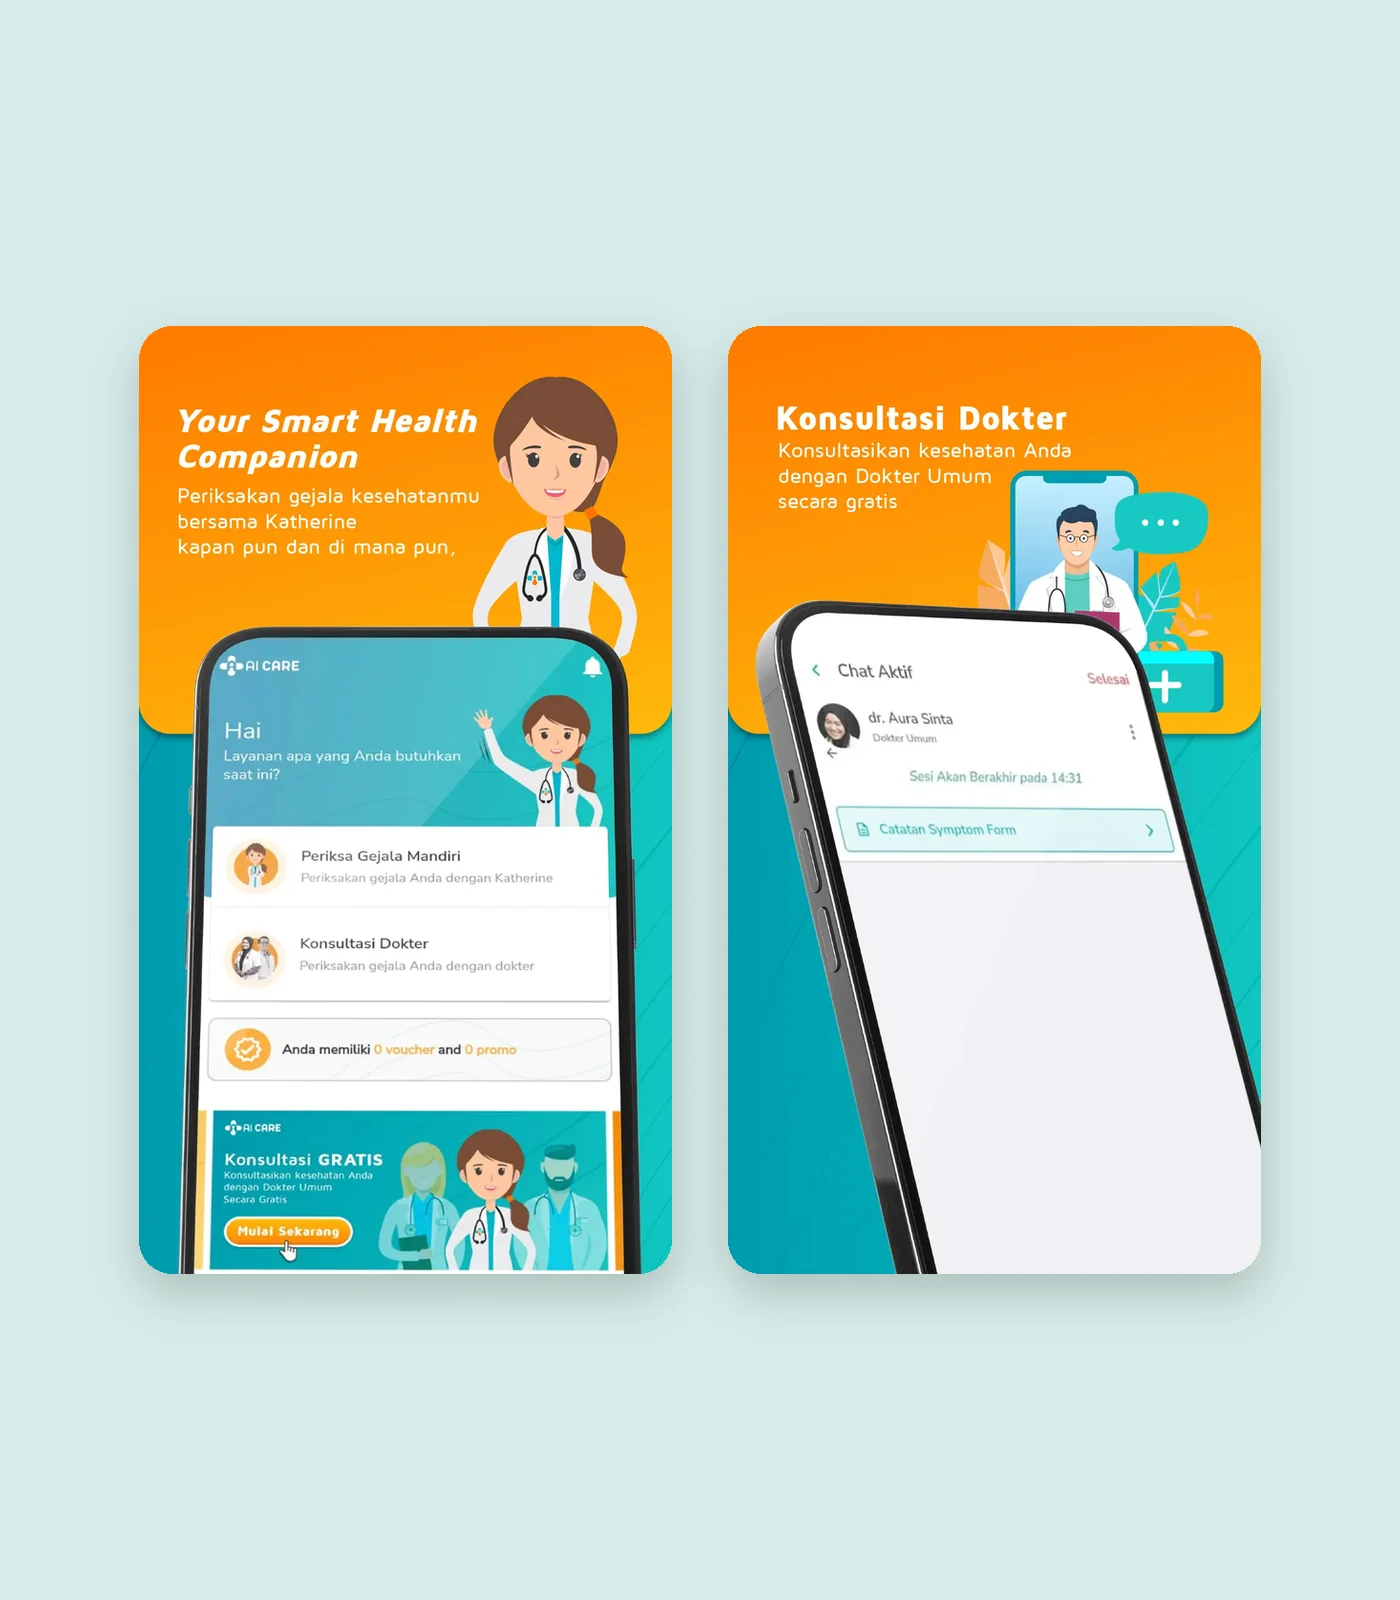 Your Smart Health
Companion
Periksakan gejala kesehatanmu
bersama Katherine
kapan pun dan di mana pun,
AI CARE
Hai
Layanan apa yang Anda butuhkan
saat ini?
Periksa Gejala Mandiri
Periksakan gejala Anda dengan Katherine
Konsultasi Dokter
Periksakan gejala Anda dengan dokter
Anda memiliki 0 voucher and 0 promo
AI CARE
Konsultasi GRATIS
Konsultasikan kesehatan Anda
dengan Dokter Umum
Secara Gratis
Mulai Sekarang
Konsultasi Dokter
Konsultasikan kesehatan Anda
dengan Dokter Umum
secara gratis
Chat Aktif
Selesai
dr. Aura Sinta
Dokter Umum
Sesi Akan Berakhir pada 14:31
Catatan Symptom Form